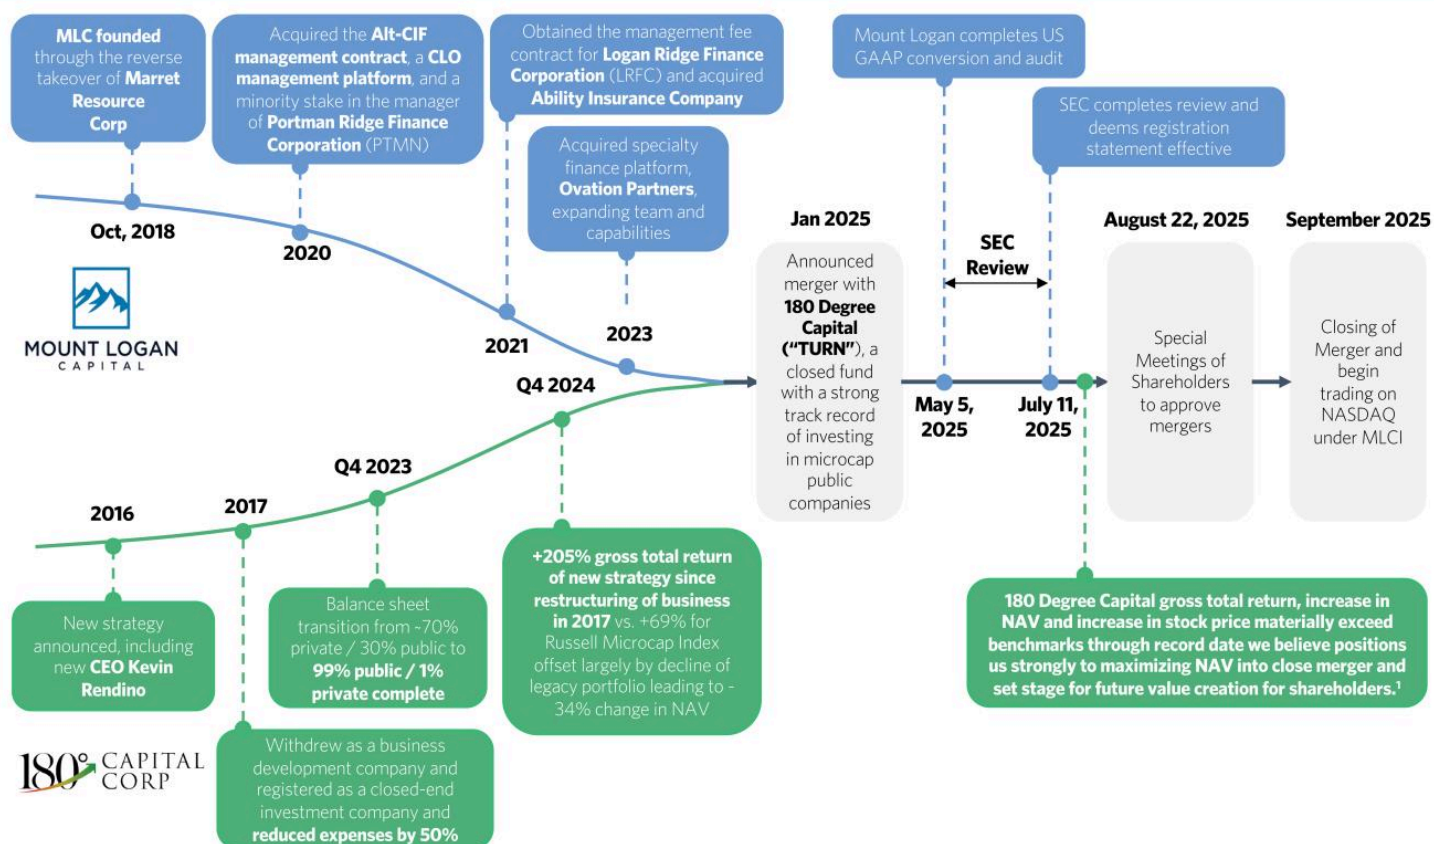 MLC founded
through the reverse
takeover of Marret
Resource
Corp
Oct, 2018
Acquired the Alt-CIF
management contract, a CLO
management platform, and a
minority stake in the manager
of Portman Ridge Finance
Corporation (PTMN)
2020
Obtained the management fee
contract for Logan Ridge Finance
Corporation (LRFC) and acquired
Ability Insurance Company
2021
Acquired specialty
finance platform,
Ovation Partners,
expanding team and
capabilities
2023
MOUNT LOGAN
CAPITAL
Mount Logan completes US
GAAP conversion and audit
SEC completes review and
deems registration
statement effective
Jan 2025
Announced
merger with
180 Degree
Capital
("TURN"), a
closed fund
with a strong
track record
of investing
in microcap
public
companies
SEC
Review
May 5,
2025
July 11,
2025
August 22, 2025
Special
Meetings of
Shareholders
to approve
mergers
September 2025
Closing of
Merger and
begin
trading on
NASDAQ
under MLCI
2016
New strategy
announced, including
new CEO Kevin
Rendino
2017
Withdrew as a business
development company and
registered as a closed-end
investment company and
reduced expenses by 50%
Q4 2023
Balance sheet
transition from ~70%
private / 30% public to
99% public / 1%
private complete
Q4 2024
+205% gross total return
of new strategy since
restructuring of business
in 2017 vs. +69% for
Russell Microcap Index
offset largely by decline of
legacy portfolio leading to -
34% change in NAV
180 Degree Capital gross total return, increase in
NAV and increase in stock price materially exceed
benchmarks through record date we believe positions
us strongly to maximizing NAV into close merger and
set stage for future value creation for shareholders.¹
180° CAPITAL
CORP